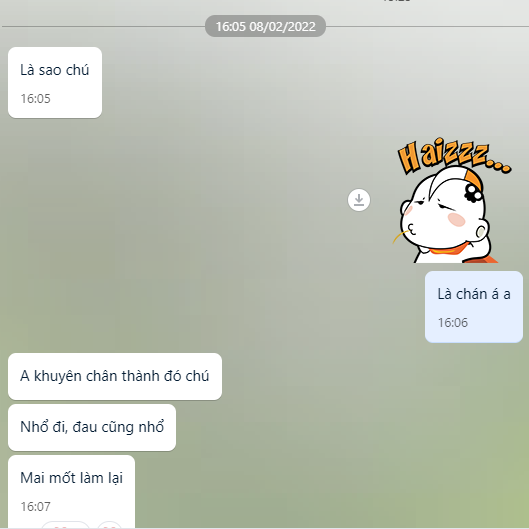 16:05 08/02/2022
Là sao chú
16:05
Haizzz...
Là chán á a
16:06
A khuyên chân thành đó chú
Nhổ đi, đau cũng nhổ
Mai mốt làm lại
16:07